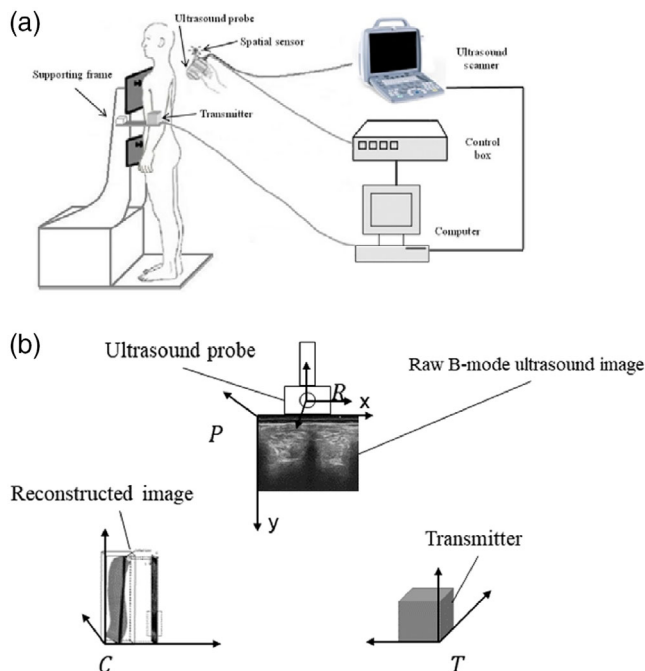 (a)
Ultrasound probe
Spatial sensor
Supporting frame
Transmitter
Ultrasound
scanner
Control
box
Computer
(b)
Ultrasound probe
Raw B-mode ultrasound image
R
x
P
y
Reconstructed image
Transmitter
C
T